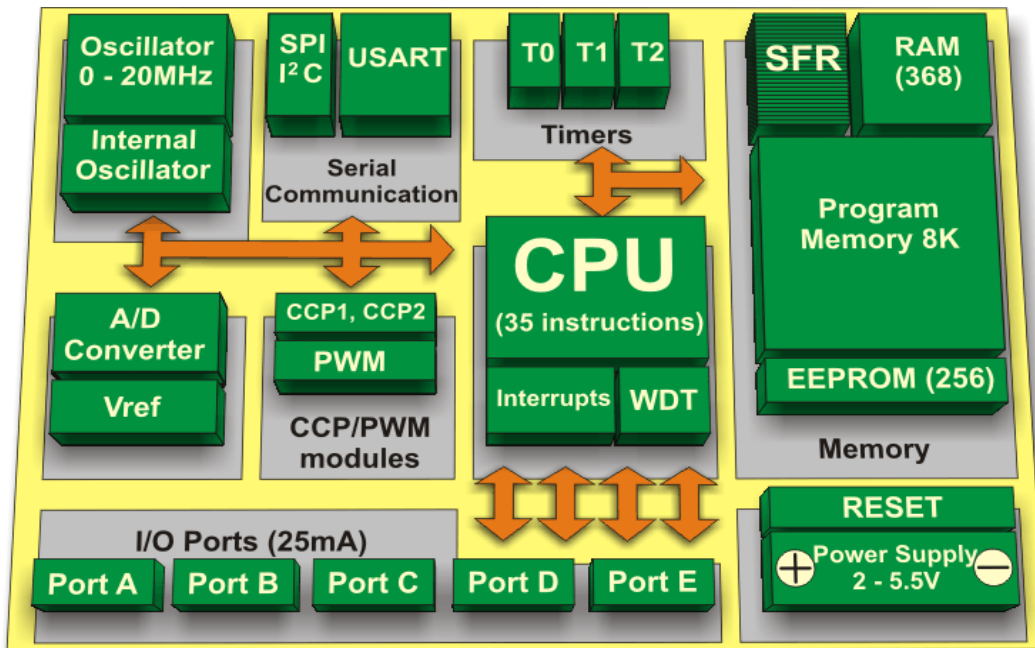 Oscillator
0 - 20MHz
Internal
Oscillator
SPI
I²C
USART
Serial
Communication
T0
T1
T2
Timers
SFR
RAM
(368)
Program
Memory 8K
EEPROM (256)
Memory
CPU
(35 instructions)
Interrupts
WDT
A/D
Converter
Vref
CCP1, CCP2
PWM
CCP/PWM
modules
I/O Ports (25mA)
Port A
Port B
Port C
Port D
Port E
RESET
+
Power Supply
2 - 5.5V
−